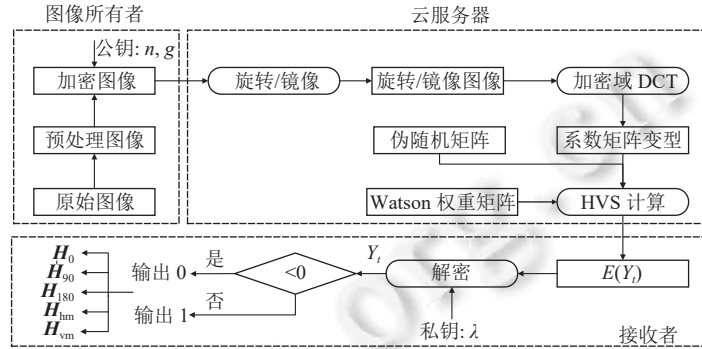 图像所有者
云服务器
公钥: n, g
加密图像
旋转/镜像
旋转/镜像图像
加密域 DCT
预处理图像
伪随机矩阵
系数矩阵变型
原始图像
Watson 权重矩阵
HVS 计算
H₀
H₉₀
H₁₈₀
Hₕₘ
Hᵥₘ
输出 0
是
<0
Yₜ
解密
E(Yₜ)
输出 1
否
私钥: λ
接收者